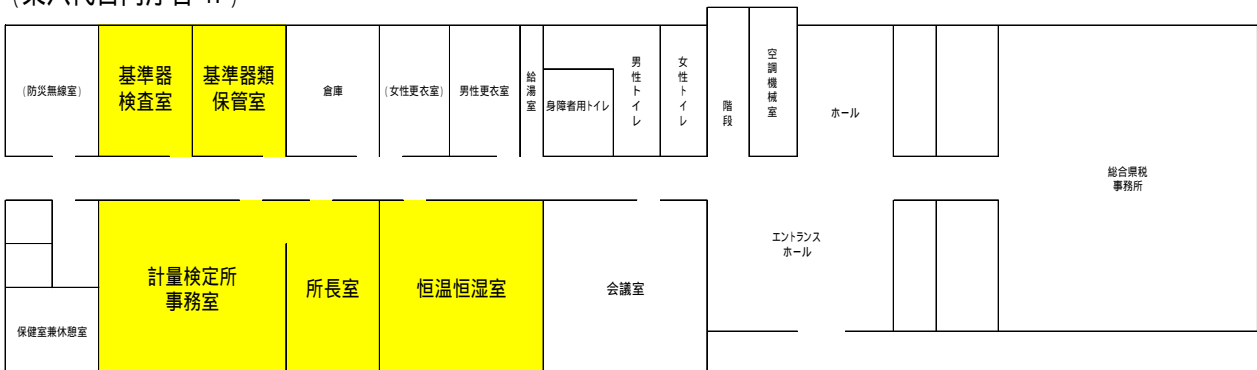 (防災無線室)
基準器
検査室
基準器類
保管室
倉庫
(女性更衣室)
男性更衣室
給湯室
身障者用トイレ
男性トイレ
女性トイレ
階段
空調機械室
ホール
総合県税
事務所
計量検定所
事務室
所長室
恒温恒湿室
会議室
エントランス
ホール
保健室兼休憩室